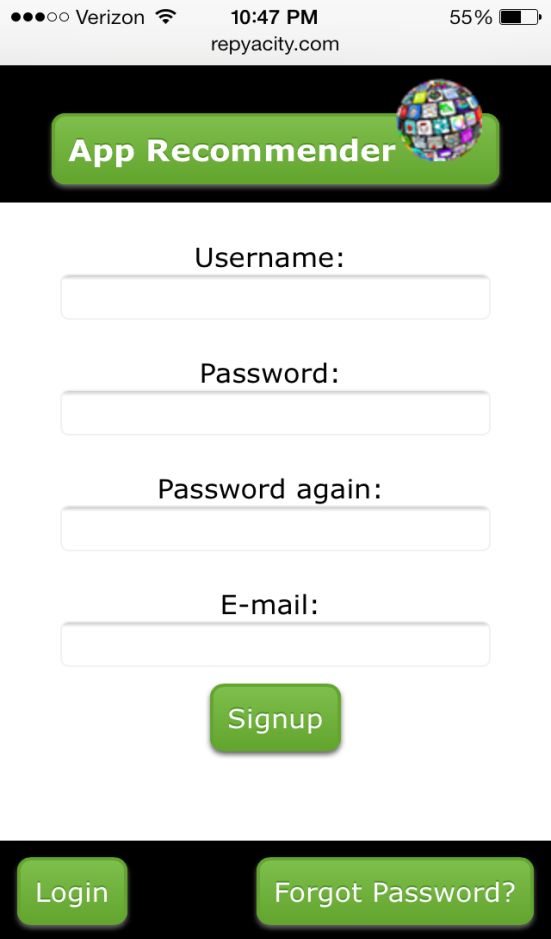 Verizon 10:47 PM 55%
repyacity.com
App Recommender
Username:
Password:
Password again:
E-mail:
Signup
Login Forgot Password?